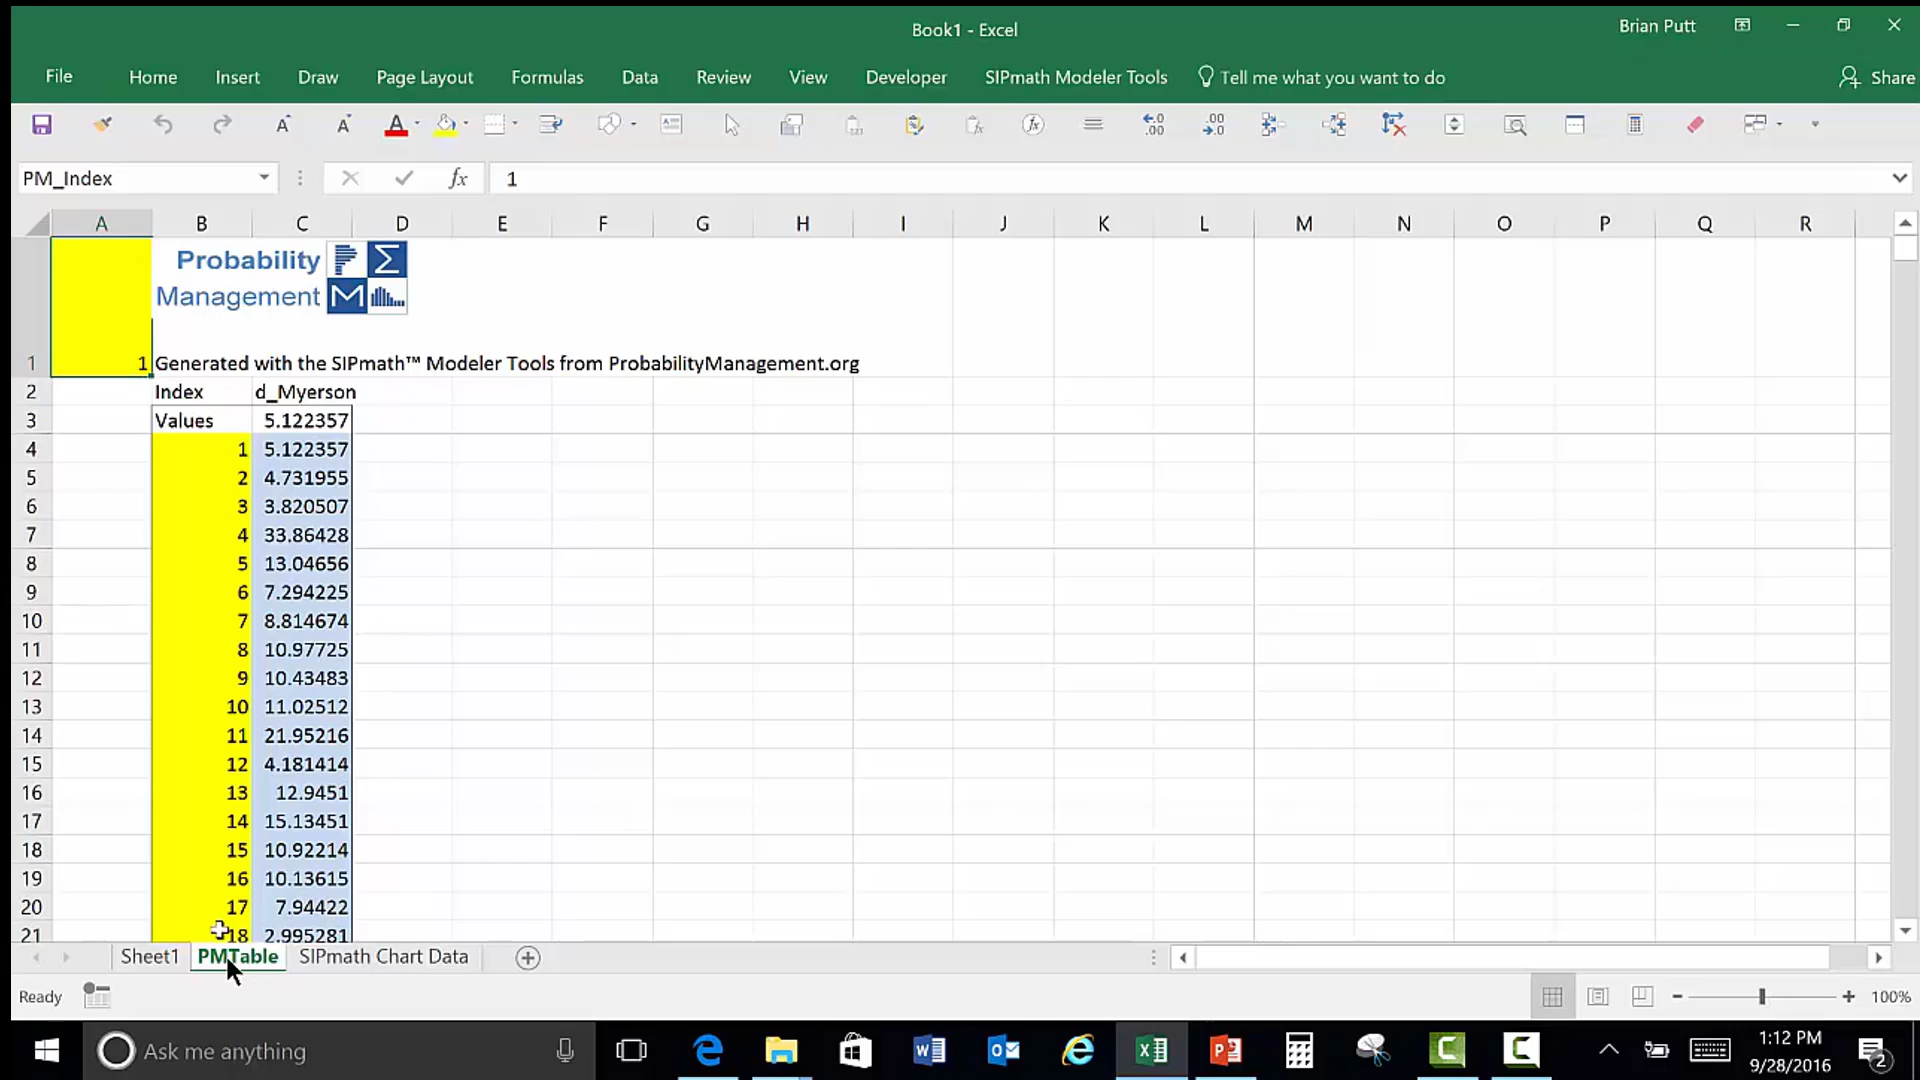 Book1 - Excel
Brian Putt
File Home Insert Draw Page Layout Formulas Data Review View Developer SIPmath Modeler Tools Tell me what you want to do Share
PM_Index fx 1
A B C D E F G H I J K L M N O P Q R
Probability
Management
1 1 Generated with the SIPmath™ Modeler Tools from ProbabilityManagement.org
2 Index d_Myerson
3 Values 5.122357
4 1 5.122357
5 2 4.731955
6 3 3.820507
7 4 33.86428
8 5 13.04656
9 6 7.294225
10 7 8.814674
11 8 10.97725
12 9 10.43483
13 10 11.02512
14 11 21.95216
15 12 4.181414
16 13 12.9451
17 14 15.13451
18 15 10.92214
19 16 10.13615
20 17 7.94422
21 18 2.995281
Sheet1 PMTable SIPmath Chart Data
Ready 100%
Ask me anything
1:12 PM
9/28/2016
2